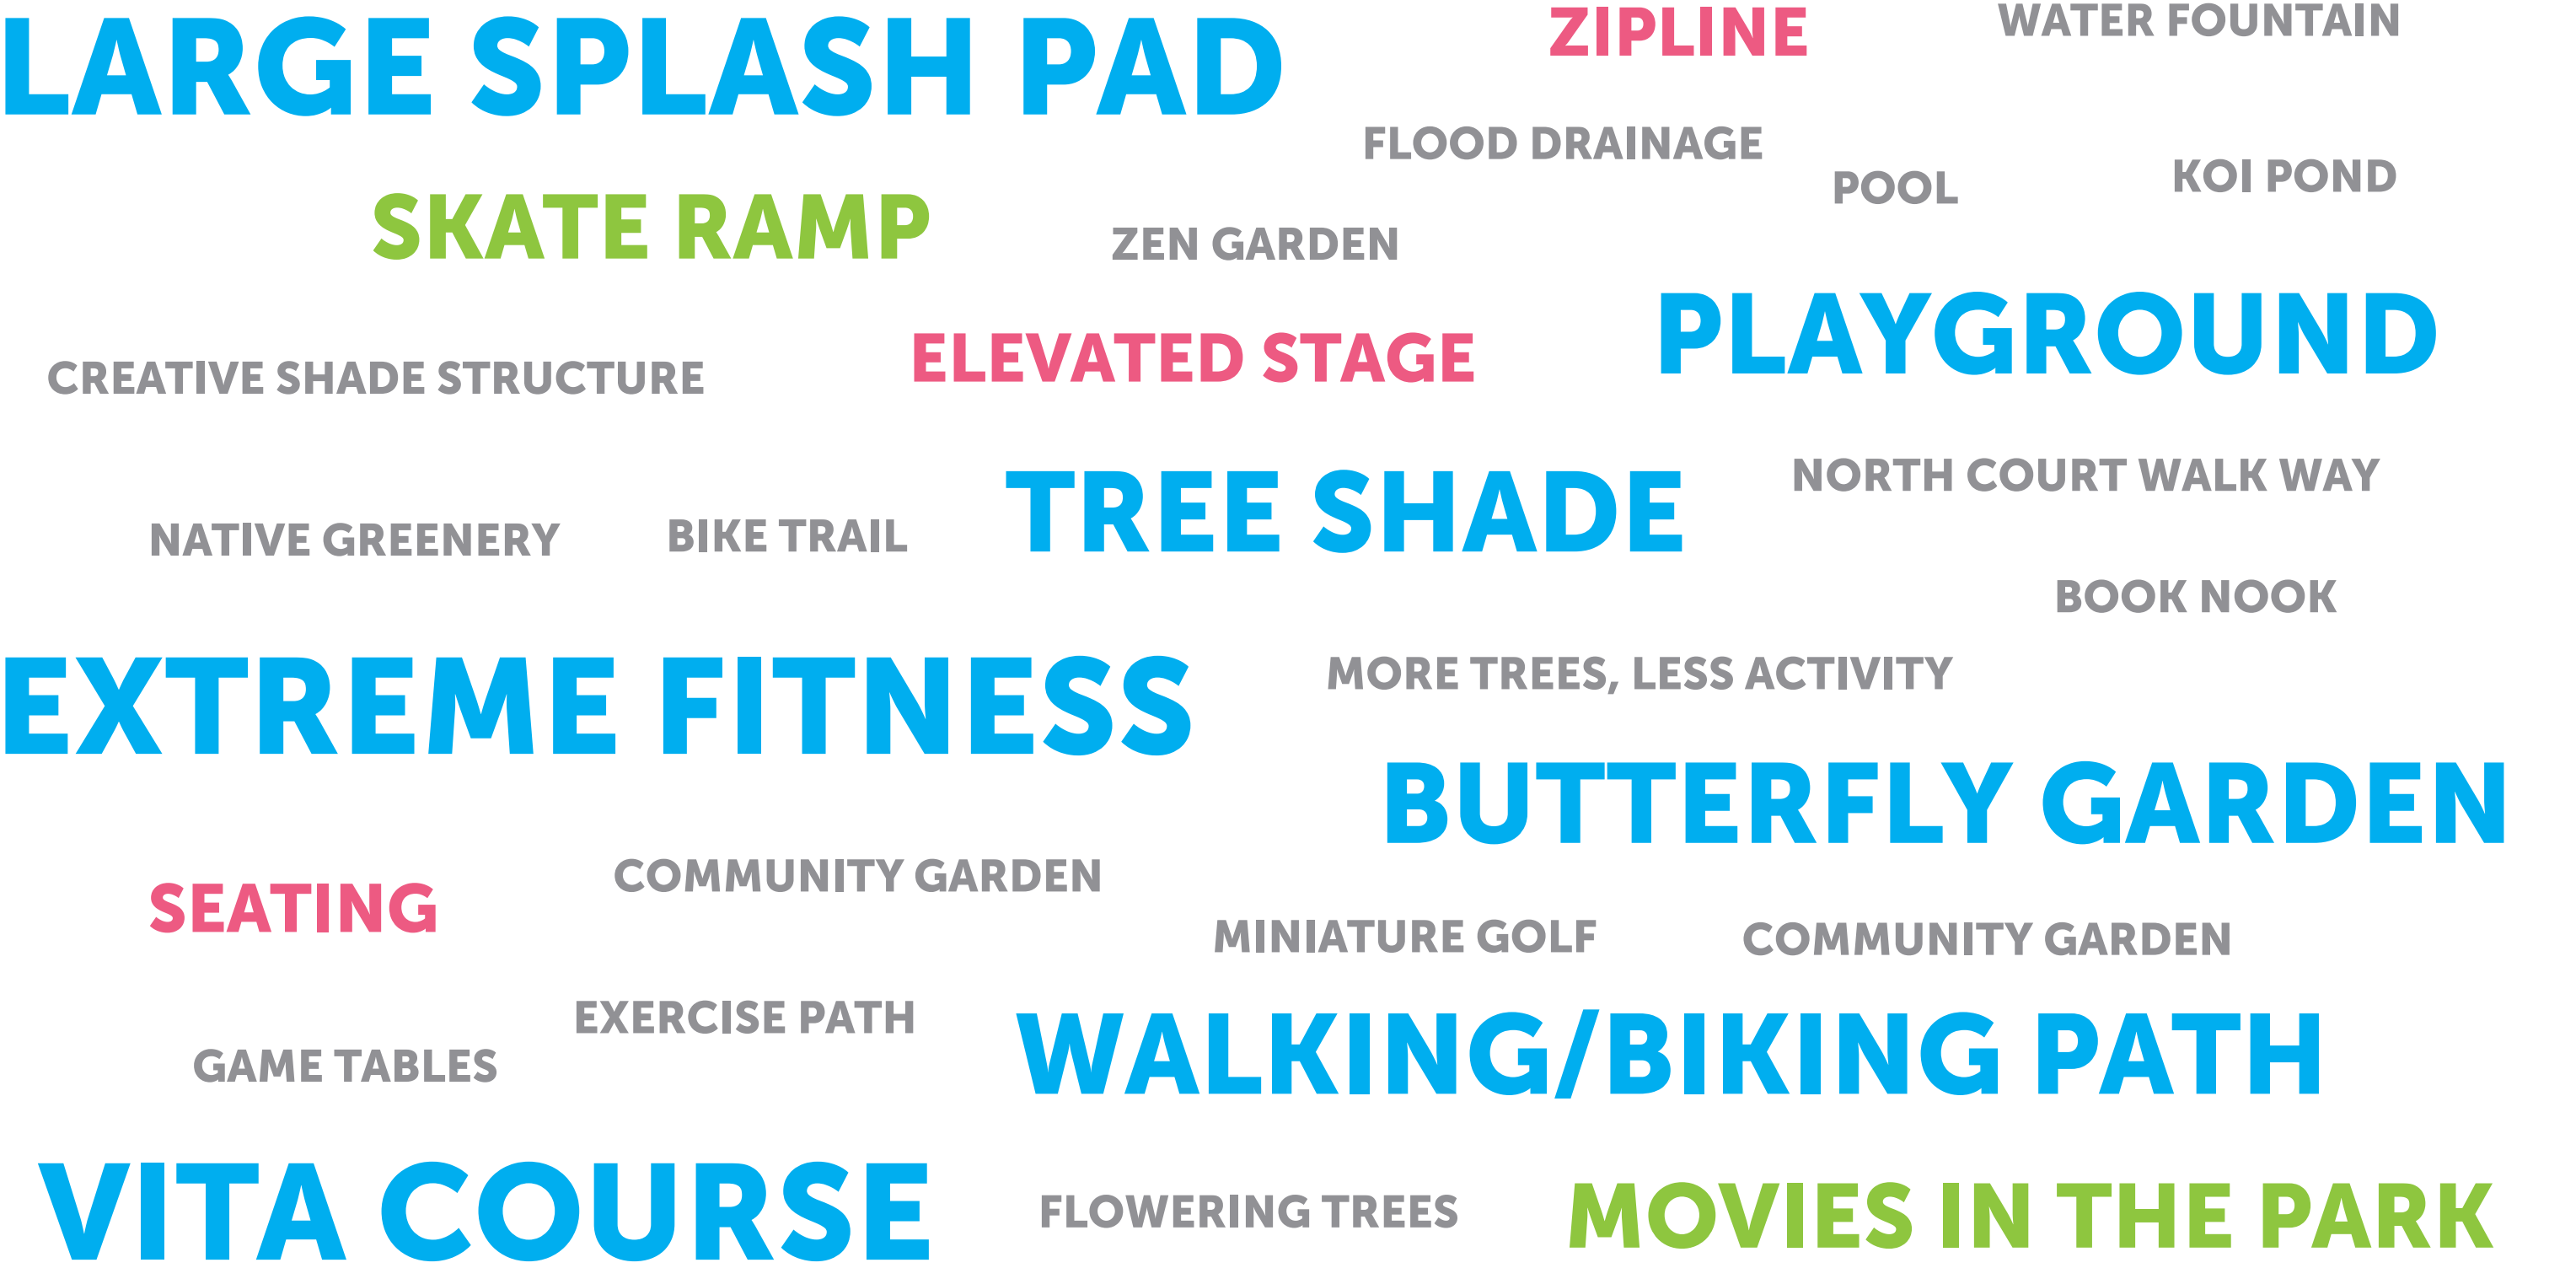 LARGE SPLASH PAD
ZIPLINE
WATER FOUNTAIN
FLOOD DRAINAGE
POOL
KOI POND
SKATE RAMP
ZEN GARDEN
PLAYGROUND
ELEVATED STAGE
CREATIVE SHADE STRUCTURE
TREE SHADE
NORTH COURT WALK WAY
NATIVE GREENERY
BIKE TRAIL
BOOK NOOK
EXTREME FITNESS
MORE TREES, LESS ACTIVITY
BUTTERFLY GARDEN
SEATING
COMMUNITY GARDEN
MINIATURE GOLF
COMMUNITY GARDEN
EXERCISE PATH
GAME TABLES
WALKING/BIKING PATH
VITA COURSE
FLOWERING TREES
MOVIES IN THE PARK